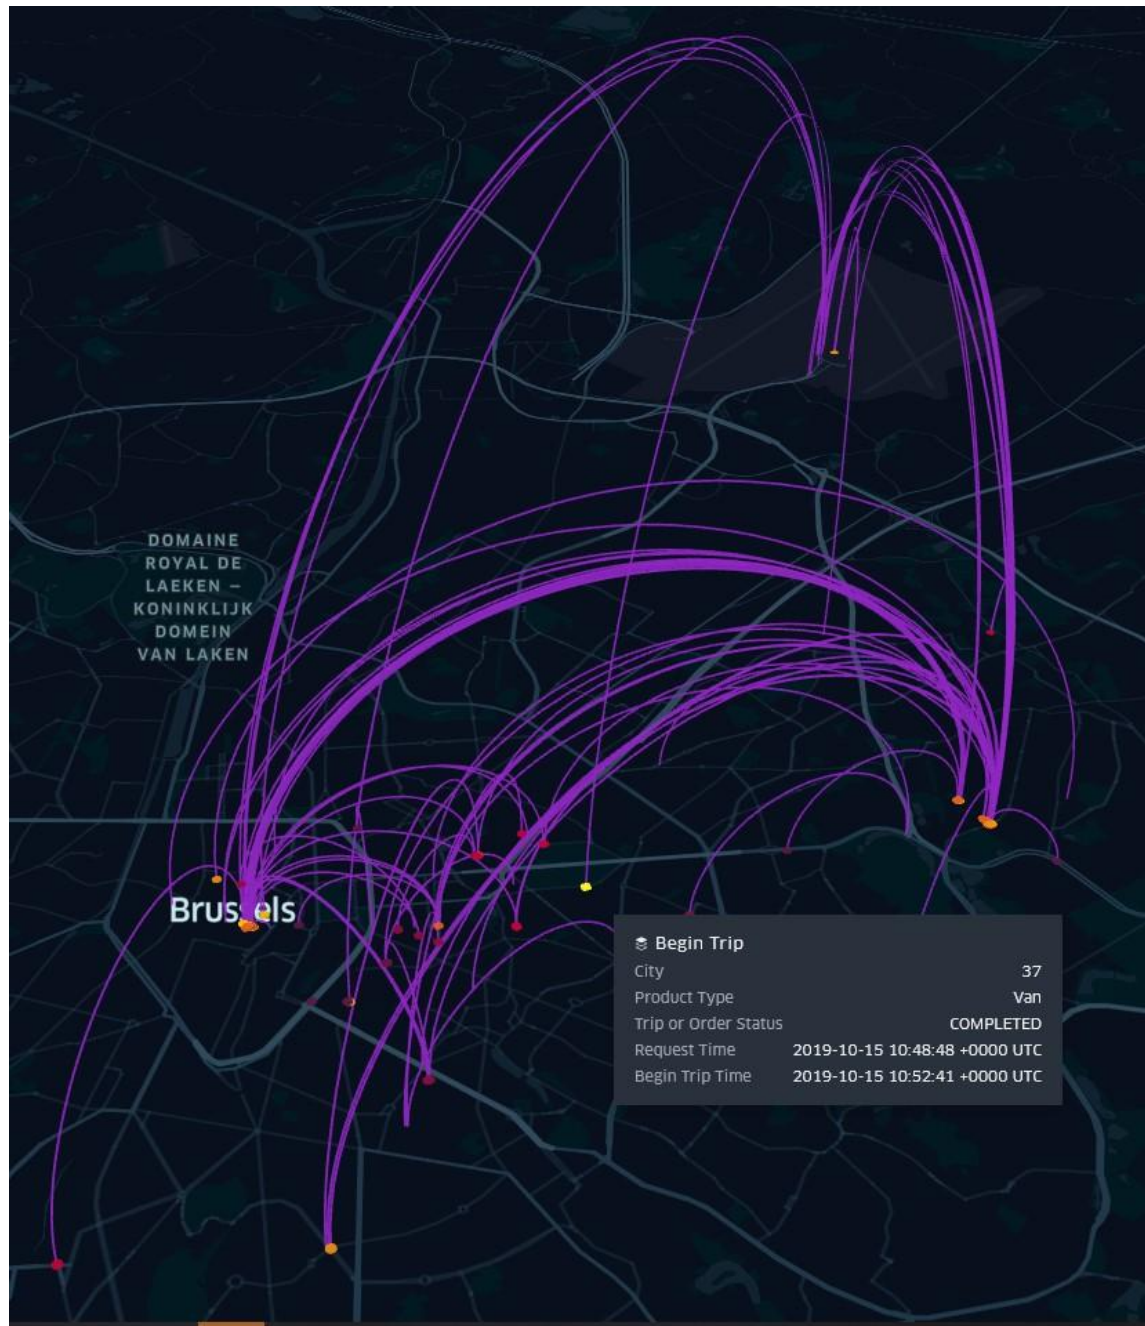 DOMAINE
ROYAL DE
LAEKEN –
KONINKLIJK
DOMEIN
VAN LAKEN
Brussels
Begin Trip
City 37
Product Type Van
Trip or Order Status COMPLETED
Request Time 2019-10-15 10:48:48 +0000 UTC
Begin Trip Time 2019-10-15 10:52:41 +0000 UTC